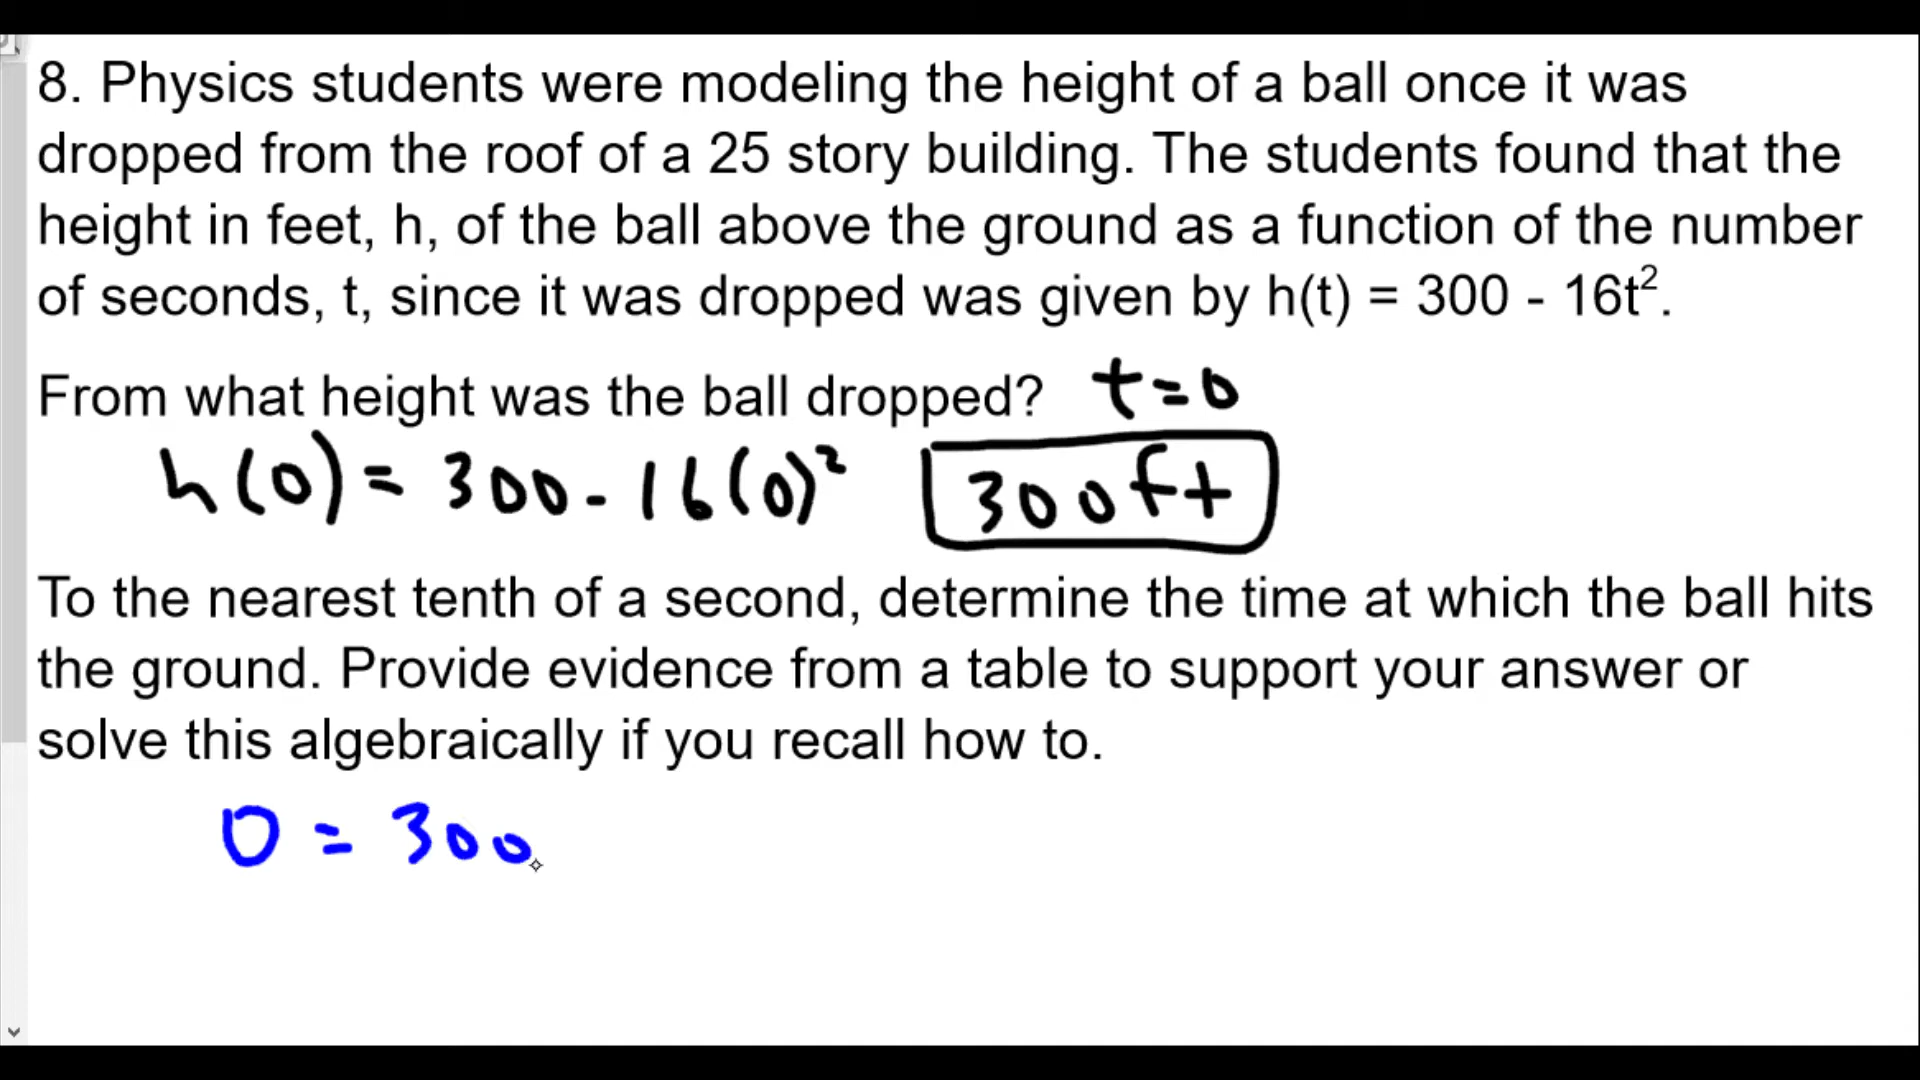 8. Physics students were modeling the height of a ball once it was
dropped from the roof of a 25 story building. The students found that the
height in feet, h, of the ball above the ground as a function of the number
of seconds, t, since it was dropped was given by h(t) = 300 - 16t².
From what height was the ball dropped? t=0
h(0) = 300 - 16(0)² 300ft
To the nearest tenth of a second, determine the time at which the ball hits
the ground. Provide evidence from a table to support your answer or
solve this algebraically if you recall how to.
0 = 300